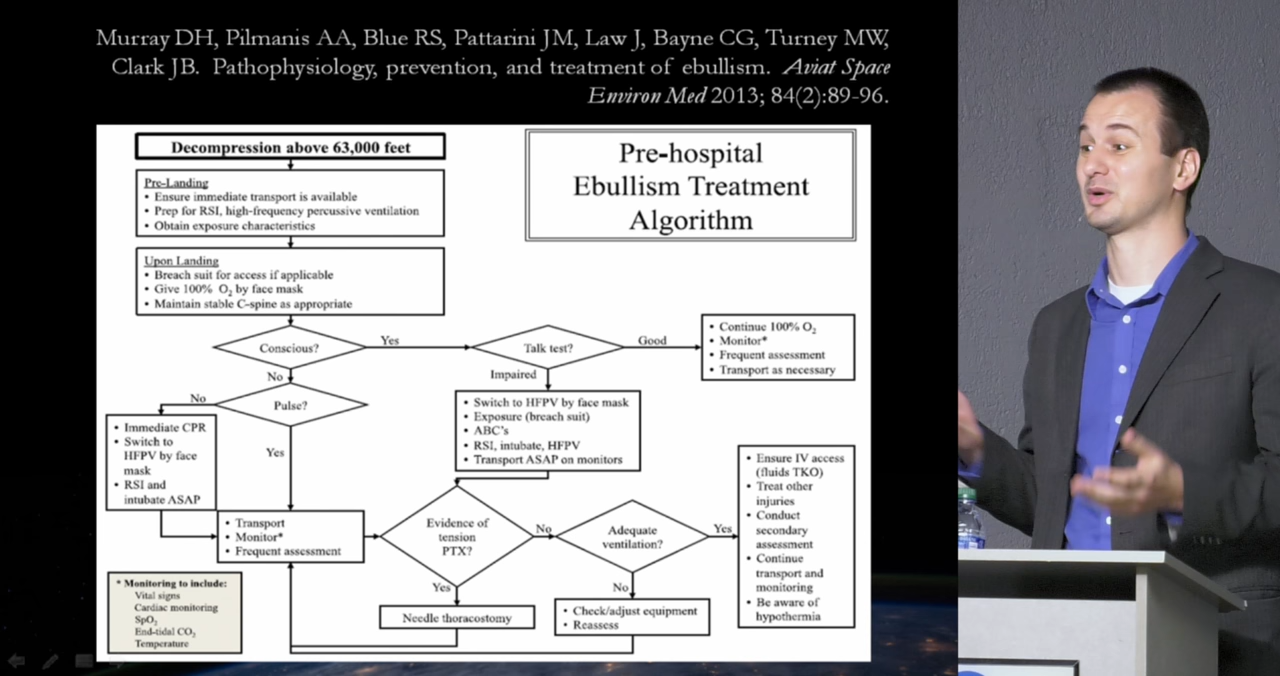 Murray DH, Pilmanis AA, Blue RS, Pattarini JM, Law J, Bayne CG, Turney MW,
Clark JB. Pathophysiology, prevention, and treatment of ebullism. Aviat Space
Environ Med 2013; 84(2):89-96.
Pre-hospital
Ebullism Treatment
Algorithm
Decompression above 63,000 feet
Pre-Landing
• Ensure immediate transport is available
• Prep for RSI, high-frequency percussive ventilation
• Obtain exposure characteristics
Upon Landing
• Breach suit for access if applicable
• Give 100% O₂ by face mask
• Maintain stable C-spine as appropriate
Conscious?
Yes
Talk test?
Good
• Continue 100% O₂
• Monitor*
• Frequent assessment
• Transport as necessary
No
Impaired
Pulse?
No
Yes
• Immediate CPR
• Switch to
HFPV by face
mask
• RSI and
intubate ASAP
• Switch to HFPV by face mask
• Exposure (breach suit)
• ABC's
• RSI, intubate, HFPV
• Transport ASAP on monitors
• Transport
• Monitor*
• Frequent assessment
Evidence of
tension
PTX?
No
Adequate
ventilation?
Yes
• Ensure IV access
(fluids TKO)
• Treat other
injuries
• Conduct
secondary
assessment
• Continue
transport and
monitoring
• Be aware of
hypothermia
Yes
Needle thoracostomy
No
• Check/adjust equipment
• Reassess
* Monitoring to include:
Vital signs
Cardiac monitoring
SpO₂
End-tidal CO₂
Temperature